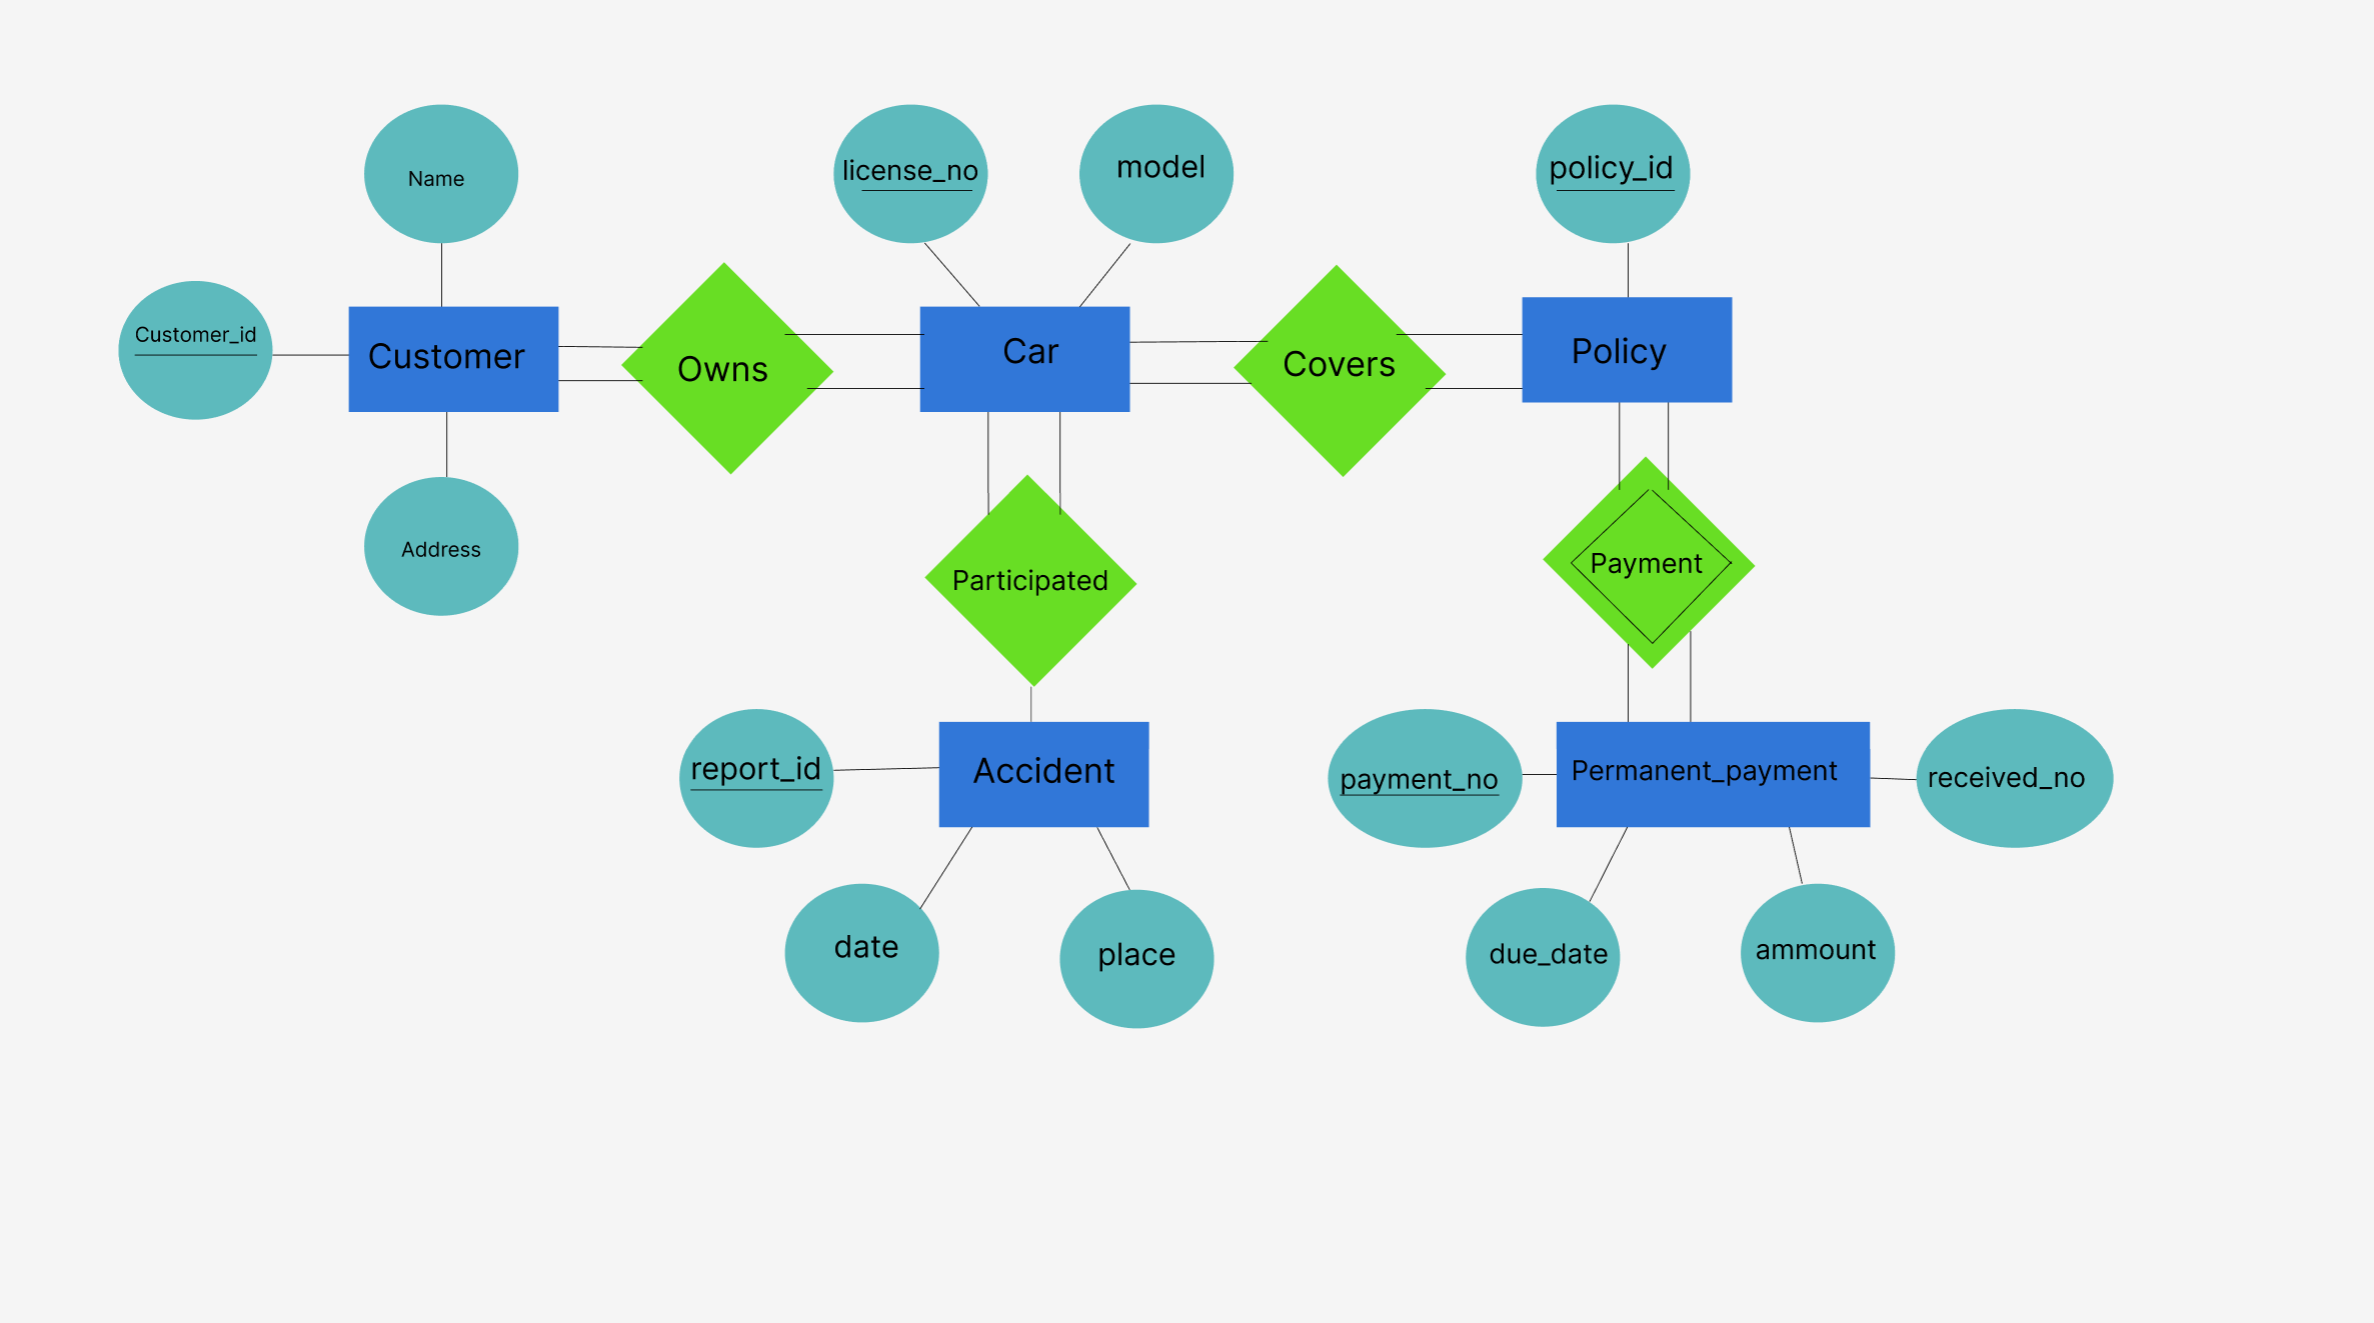 Name
license_no
model
policy_id
Customer_id
Customer
Owns
Car
Covers
Policy
Address
Participated
Payment
report_id
Accident
payment_no
Permanent_payment
received_no
date
place
due_date
ammount